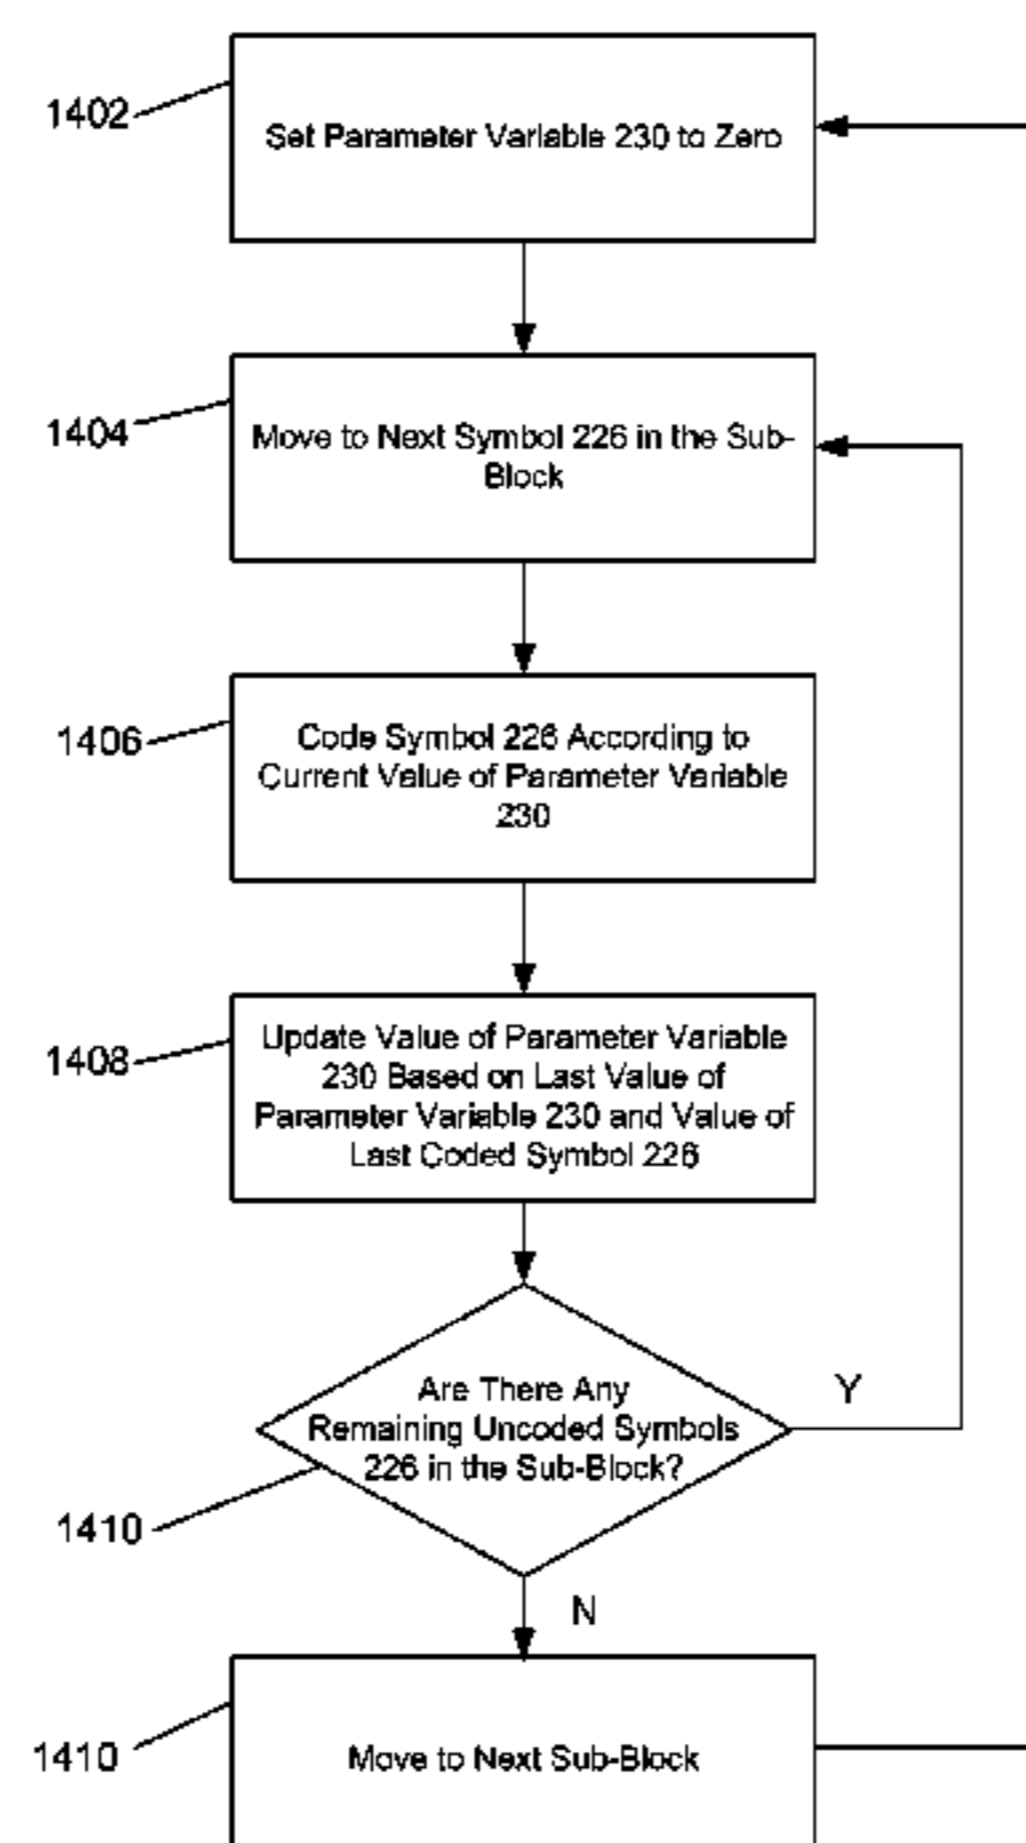 1402
Set Parameter Variable 230 to Zero
1404
Move to Next Symbol 226 in the Sub-
Block
1406
Code Symbol 226 According to
Current Value of Parameter Variable
230
1408
Update Value of Parameter Variable
230 Based on Last Value of
Parameter Variable 230 and Value of
Last Coded Symbol 226
Are There Any
Remaining Uncoded Symbols
226 in the Sub-Block?
Y
1410
N
1410
Move to Next Sub-Block